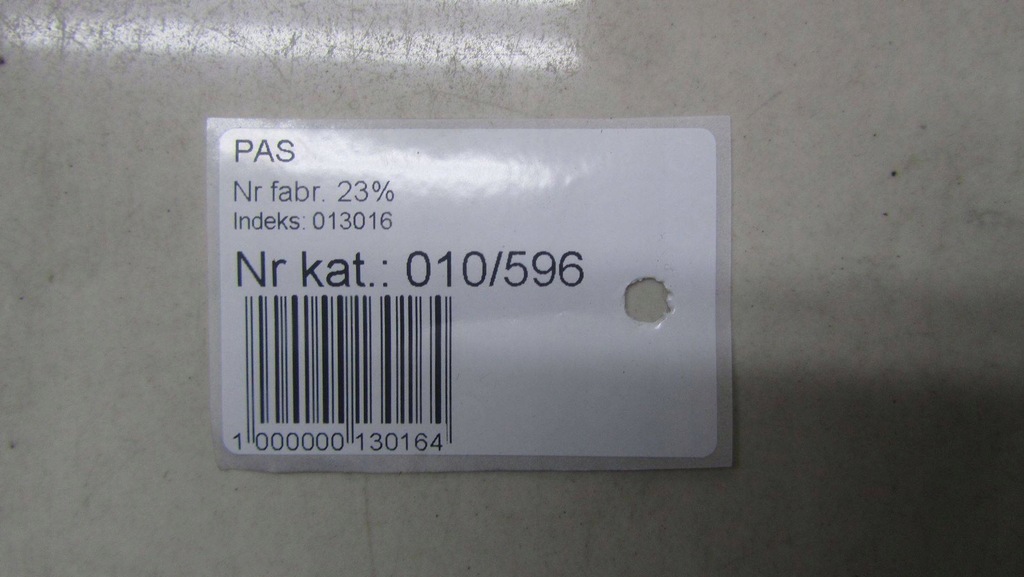 PAS
Nr fabr. 23%
Indeks: 013016
Nr kat.: 010/596
1 000000 130164